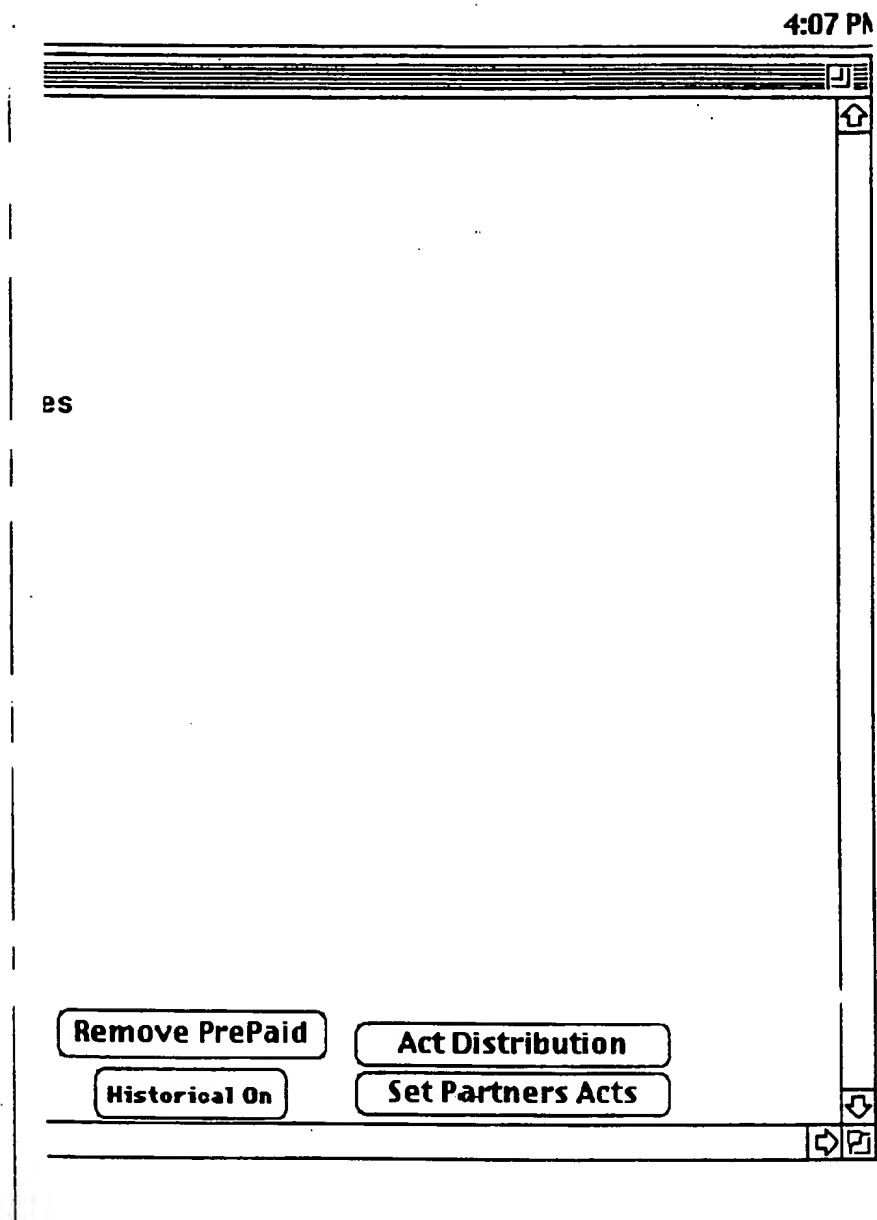 4:07 PM
es
Remove PrePaid
Act Distribution
Historical On
Set Partners Acts